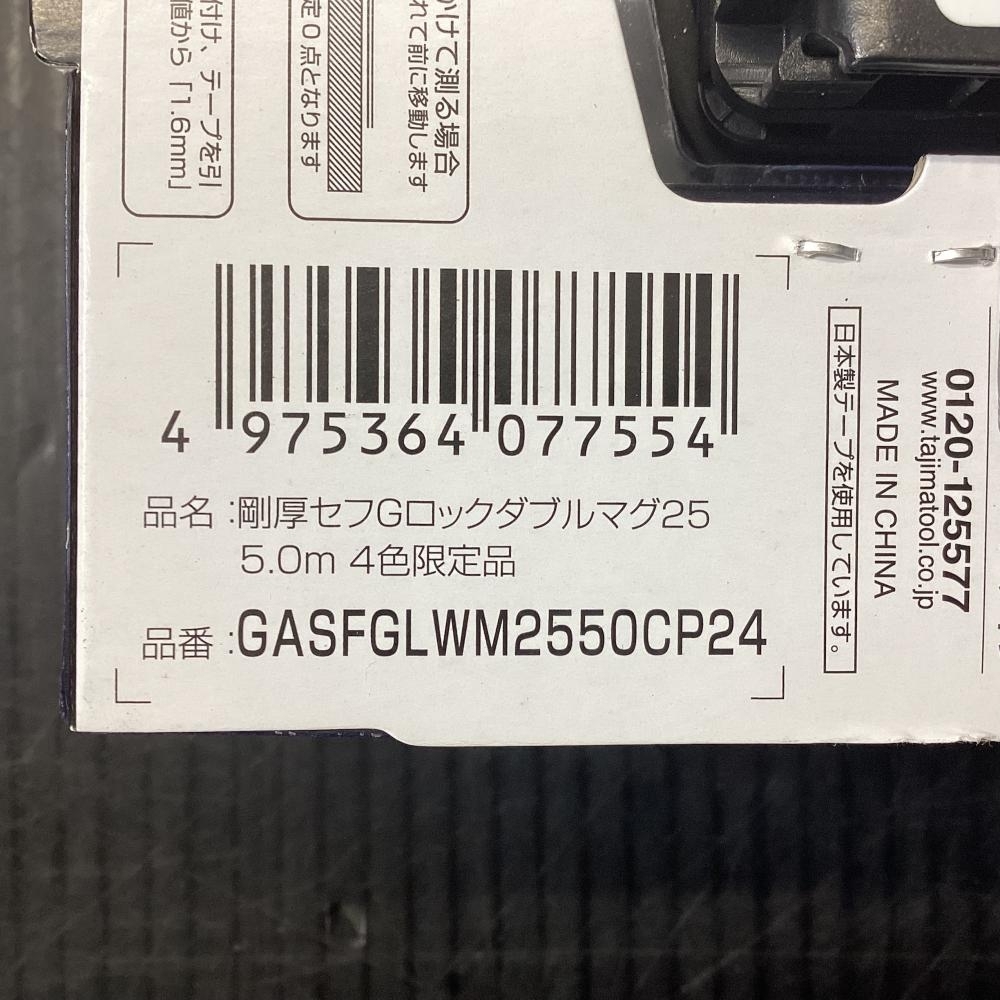 かけて測る場合
れて前に移動します
定０点となります
付け、テープを引
値から「1.6mm」
4 975364 077554
品名 :剛厚セフGロックダブルマグ25
5.0m 4色限定品
品番 :GASFGLWM2550CP24
0120-125577
www.tajimatool.co.jp
MADE IN CHINA
日本製テープを使用しています。